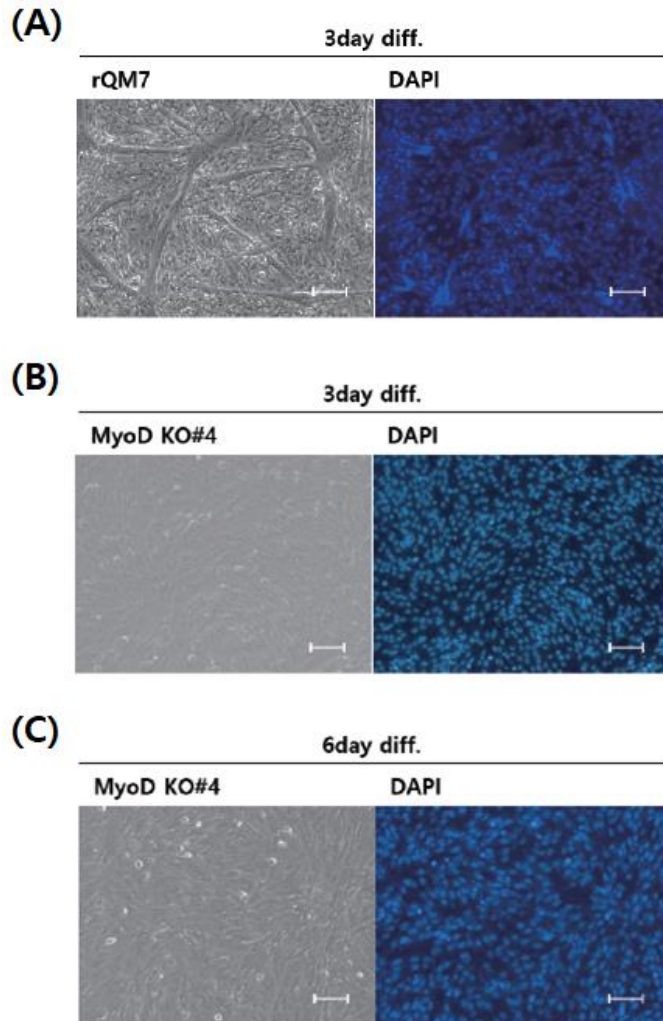 (A)
3day diff.
rQM7 DAPI
(B)
3day diff.
MyoD KO#4 DAPI
(C)
6day diff.
MyoD KO#4 DAPI